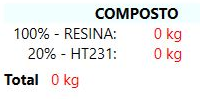 COMPOSTO
100% - RESINA: 0 kg
20% - HT231: 0 kg
Total 0 kg